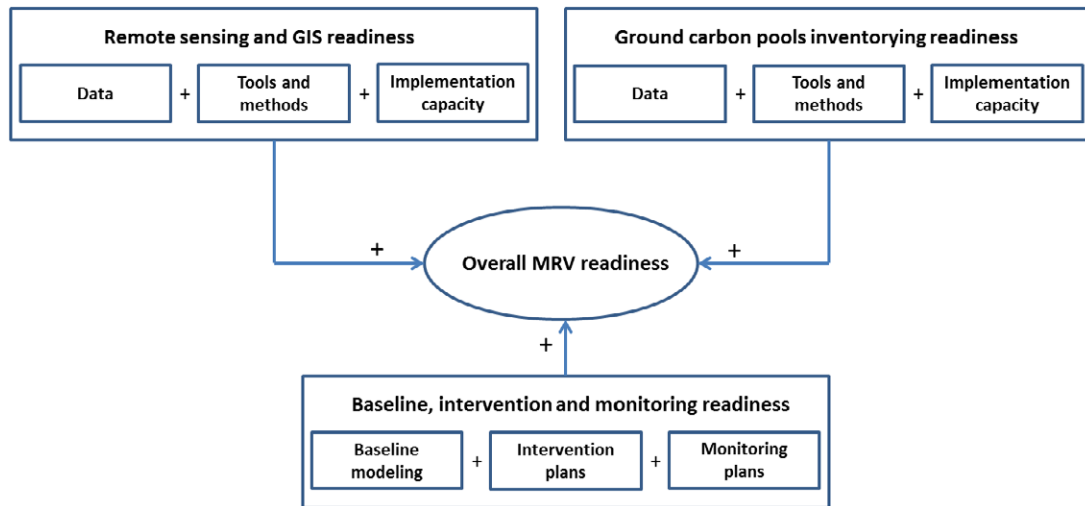 Remote sensing and GIS readiness
Data
+
Tools and
methods
+
Implementation
capacity
Ground carbon pools inventorying readiness
Data
+
Tools and
methods
+
Implementation
capacity
+
Overall MRV readiness
+
+
Baseline, intervention and monitoring readiness
Baseline
modeling
+
Intervention
plans
+
Monitoring
plans